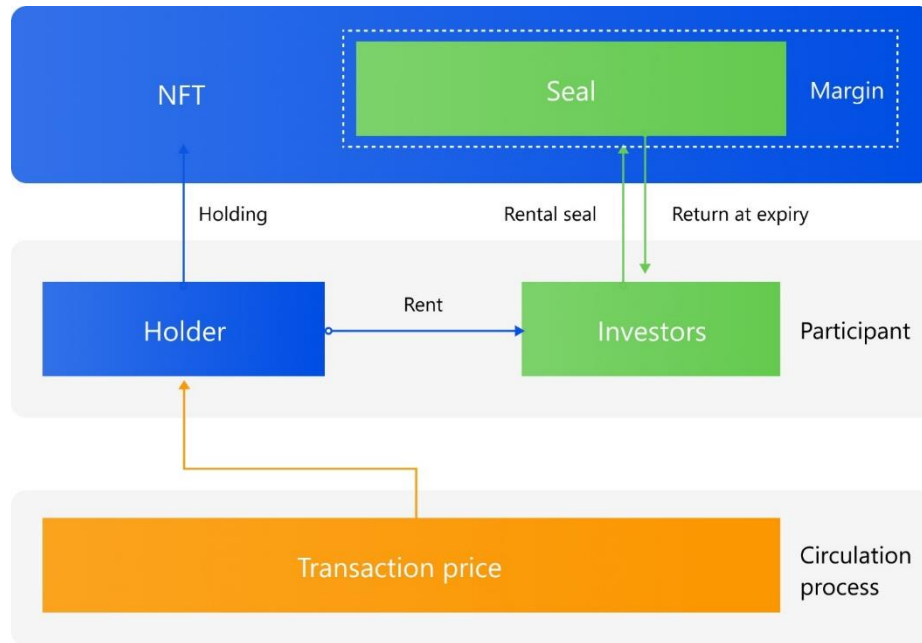 NFT
Seal
Margin
Holding
Rental seal
Return at expiry
Holder
Rent
Investors
Participant
Transaction price
Circulation
process